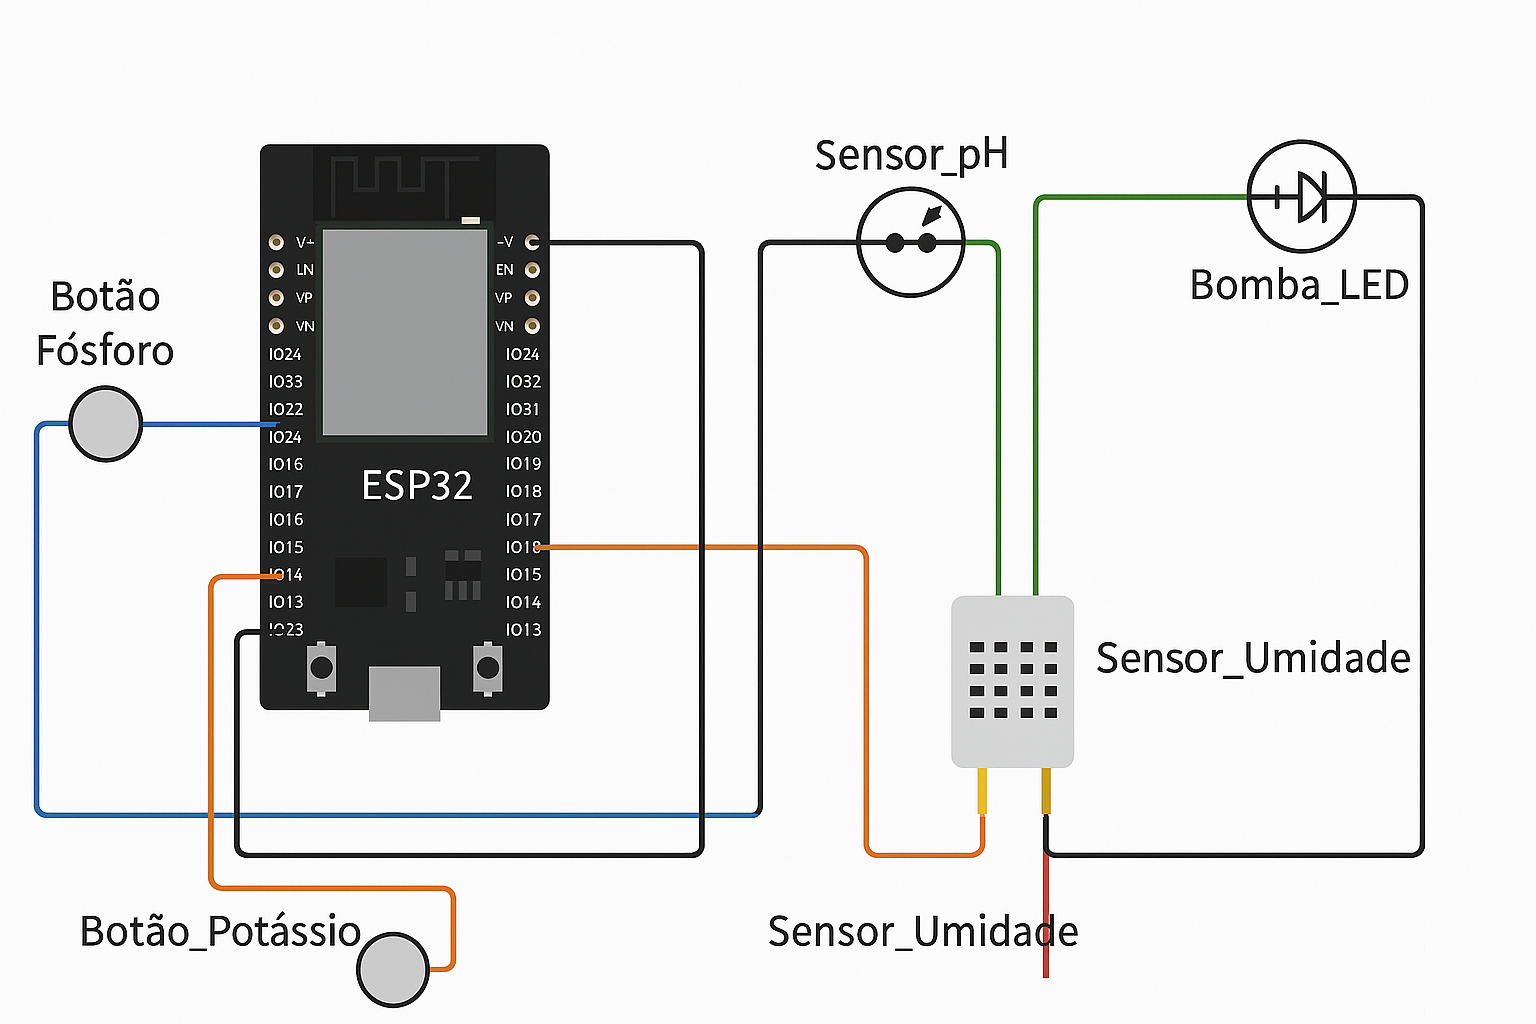 Sensor_pH
Bomba_LED
Botão
Fósforo
V+
LN
VP
VN
IO24
IO33
IO22
IO24
IO16
IO17
IO16
IO15
IO14
IO13
IO23
–V
EN
VP
VN
IO24
IO32
IO31
IO20
IO19
IO18
IO17
IO18
IO15
IO14
IO13
ESP32
Sensor_Umidade
Botão_Potássio
Sensor_Umidade